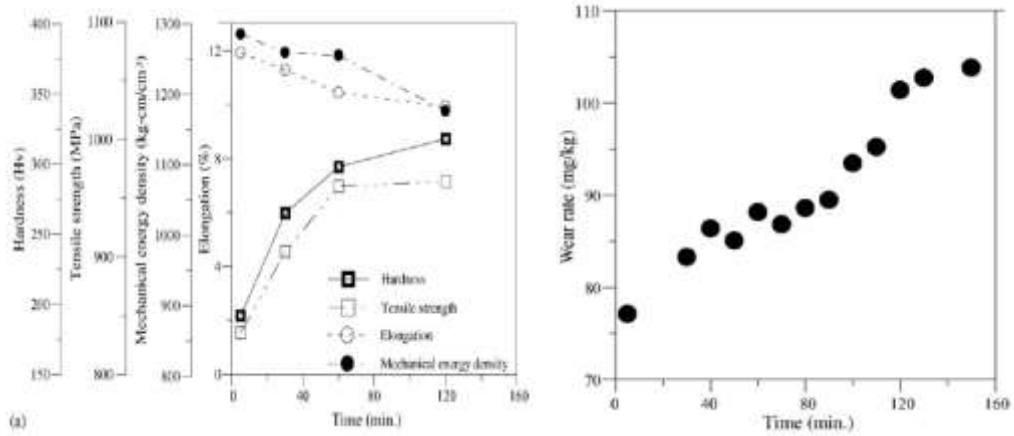 400
350
300
250
200
150
Hardness (Hv)
1100
1000
900
800
Tensile strength (MPa)
1300
1200
1100
1000
900
800
Mechanical energy density (kg-cm/cm³)
12
8
4
0
Elongation (%)
Hardness
Tensile strength
Elongation
Mechanical energy density
0 40 80 120 160
Time (min.)
(a)
110
100
90
80
70
Wear rate (mg/kg)
0 40 80 120 160
Time (min.)